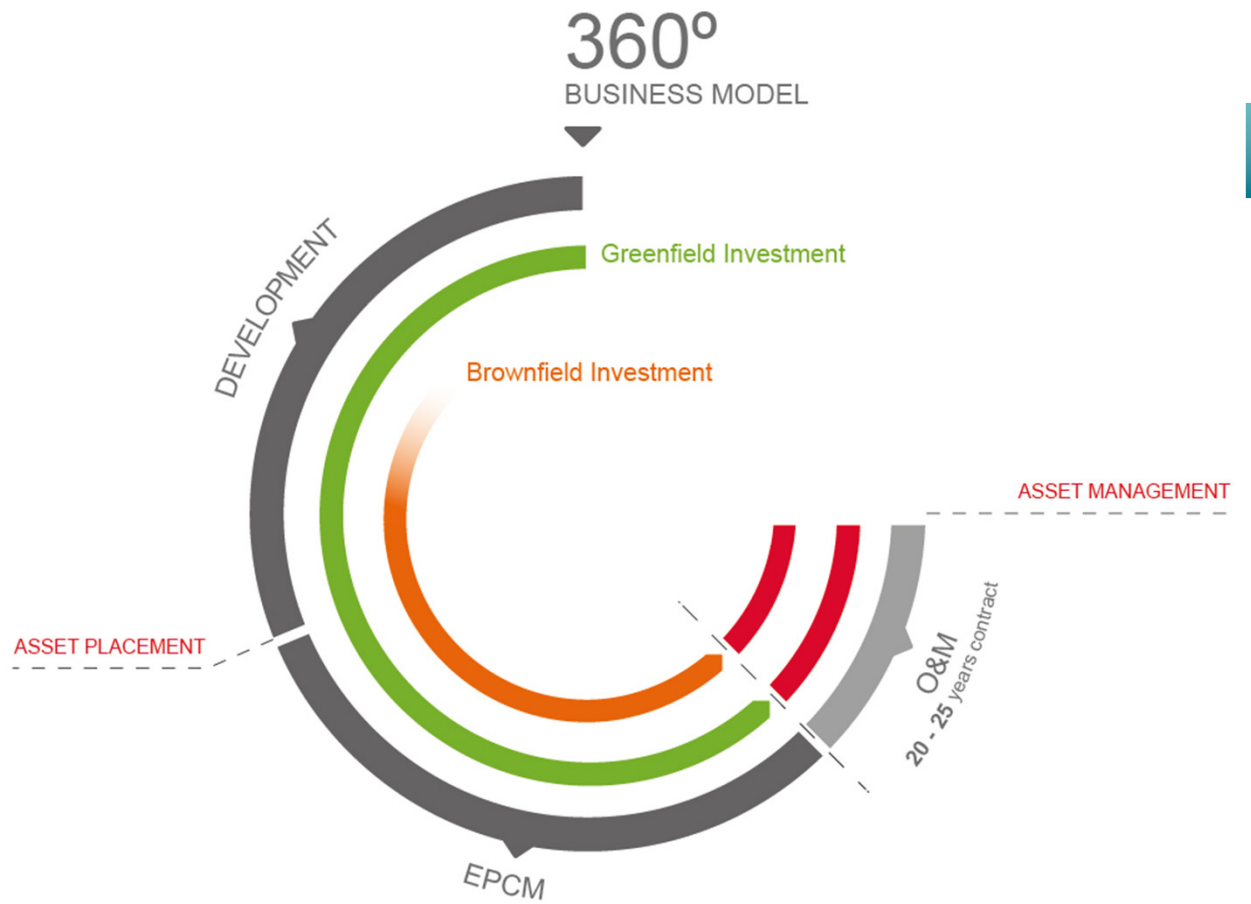 360º
BUSINESS MODEL
DEVELOPMENT
Greenfield Investment
Brownfield Investment
ASSET MANAGEMENT
ASSET PLACEMENT
O&M
20 - 25 years contract
EPCM